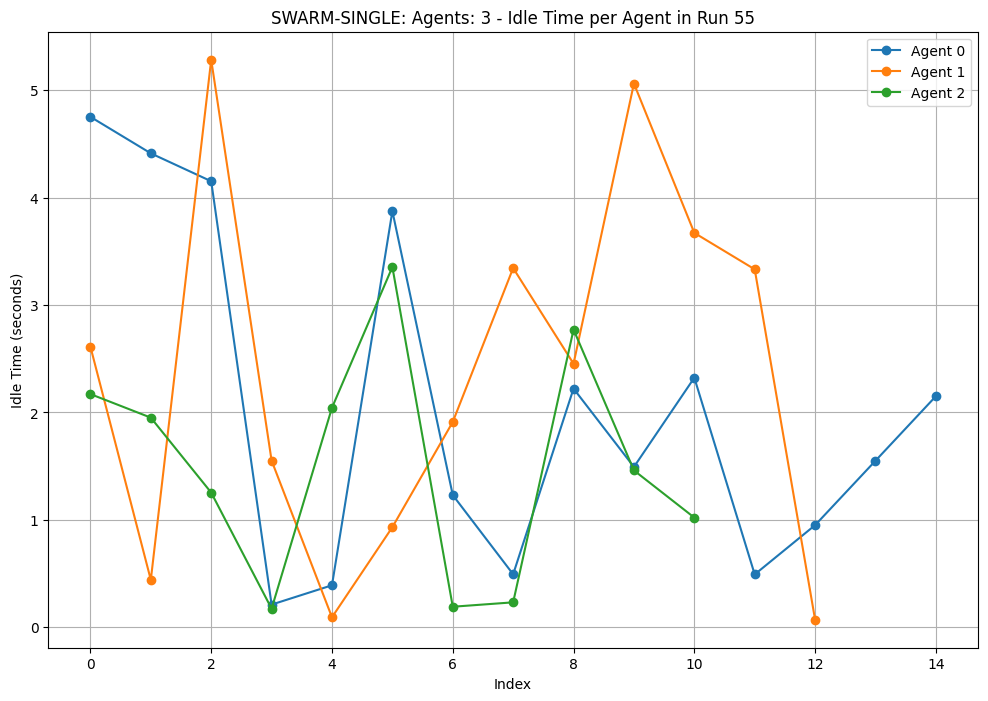 SWARM-SINGLE: Agents: 3 - Idle Time per Agent in Run 55
Agent 0
Agent 1
Agent 2
Idle Time (seconds)
5
4
3
2
1
0
0 2 4 6 8 10 12 14
Index